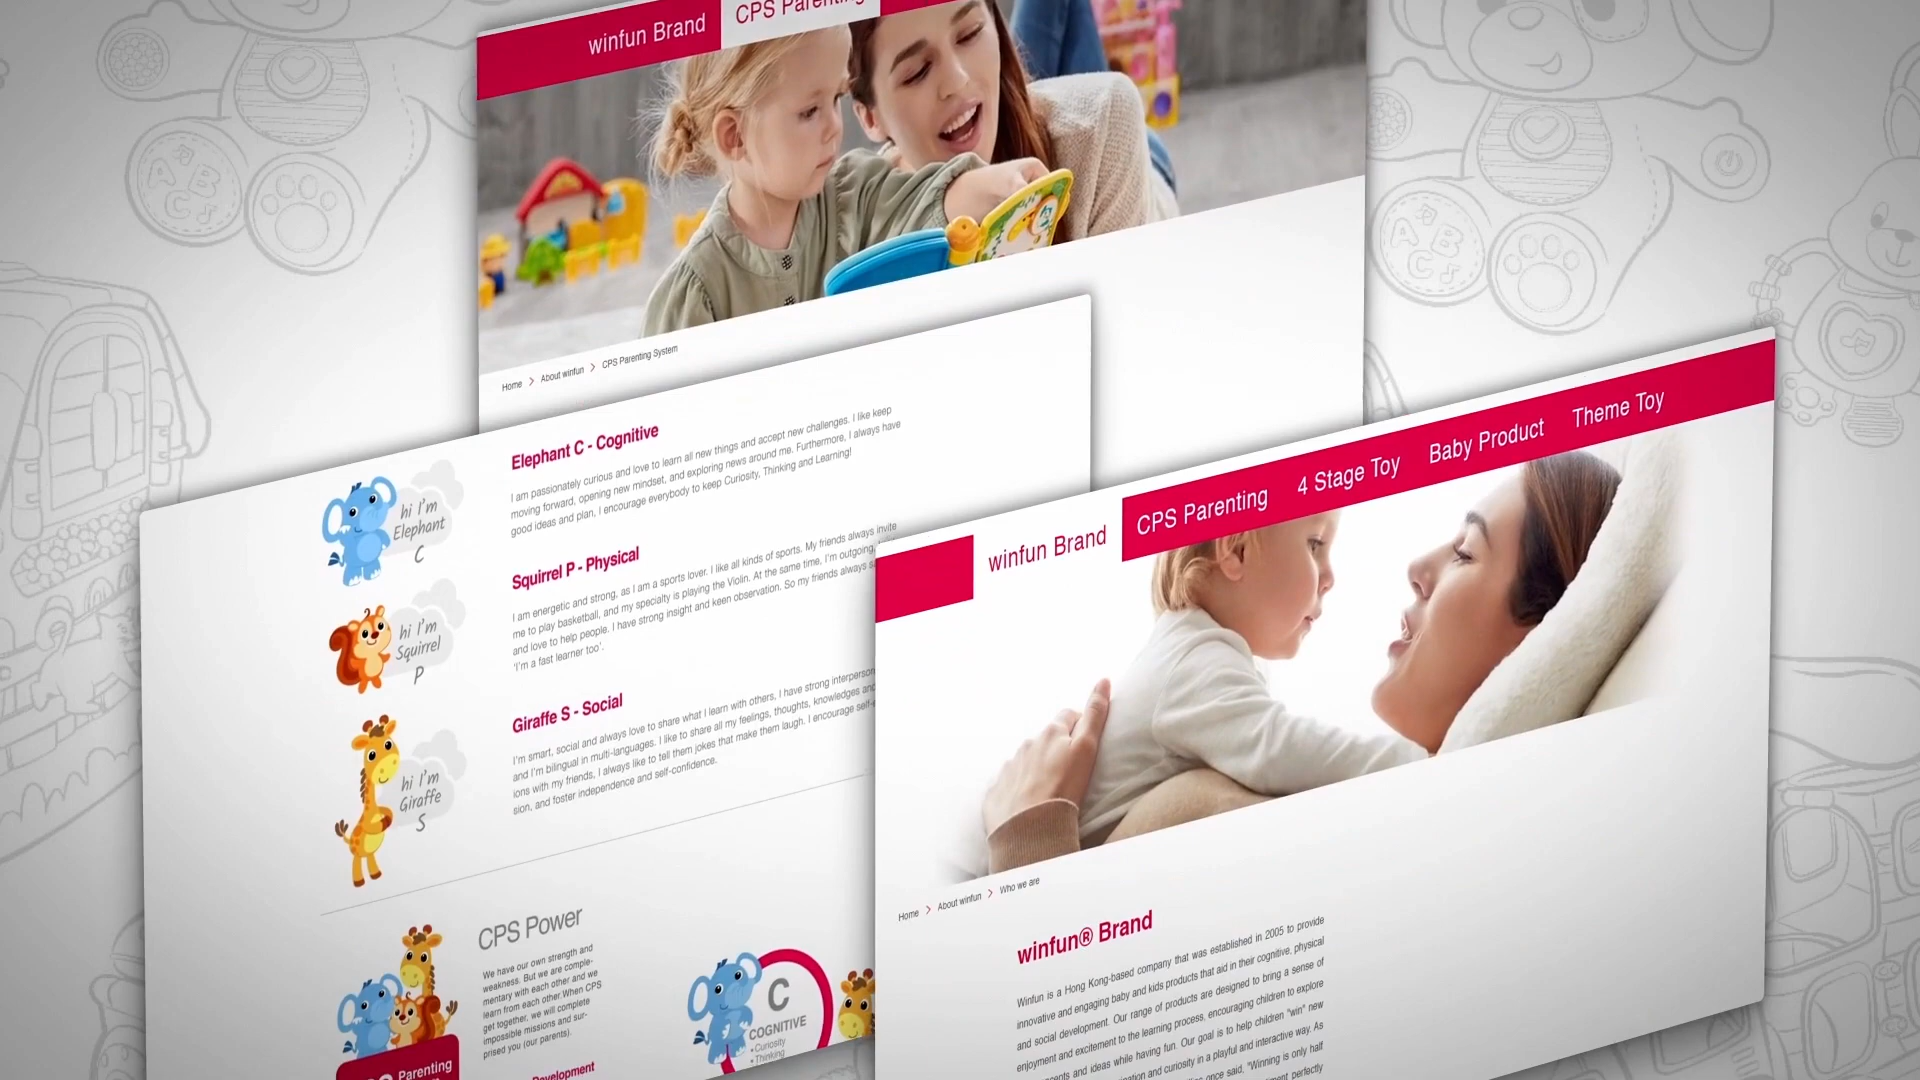 winfun Brand
CPS Parenting
Home > About winfun > CPS Parenting System
hi I'm
Elephant
C
Elephant C - Cognitive
I am passionately curious and love to learn all new things and accept new challenges. I like keep
moving forward, opening new mindset, and exploring news around me. Furthermore, I always have
good ideas and plan, I encourage everybody to keep Curiosity, Thinking and Learning!
hi I'm
Squirrel
P
Squirrel P - Physical
I am energetic and strong, as I am a sports lover. I like all kinds of sports. My friends always invite
me to play basketball, and my specialty is playing the Violin. At the same time, I'm outgoing,
and love to help people. I have strong insight and keen observation. So my friends always
'I'm a fast learner too'.
hi I'm
Giraffe
S
Giraffe S - Social
I'm smart, social and always love to share what I learn with others, I have strong
and I'm bilingual in multi-languages. I like to share all my feelings, thoughts, knowledges
ions with my friends, I always like to tell them jokes that make them laugh. I encourage
sion, and foster independence and self-confidence.
CPS Power
We have our own strength and
weakness. But we are comple-
mentary with each other and we
learn from each other When CPS
get together, we will complete
impossible missions and sur-
prised you (our parents).
Parenting
Development
C
COGNITIVE
• Curiosity
• Thinking
winfun Brand
CPS Parenting
4 Stage Toy
Baby Product
Theme Toy
Home > About winfun > Who we are
winfun® Brand
Winfun is a Hong Kong-based company that was established in 2005 to provide
innovative and engaging baby and kids products that aid in their cognitive, physical
and social development. Our range of products are designed to bring a sense of
enjoyment and excitement to the learning process, encouraging children to explore
and ideas while having fun. Our goal is to help children "win" new
and curiosity in a playful and interactive way. As
once said, "Winning is only half
perfectly
ABC
ABC